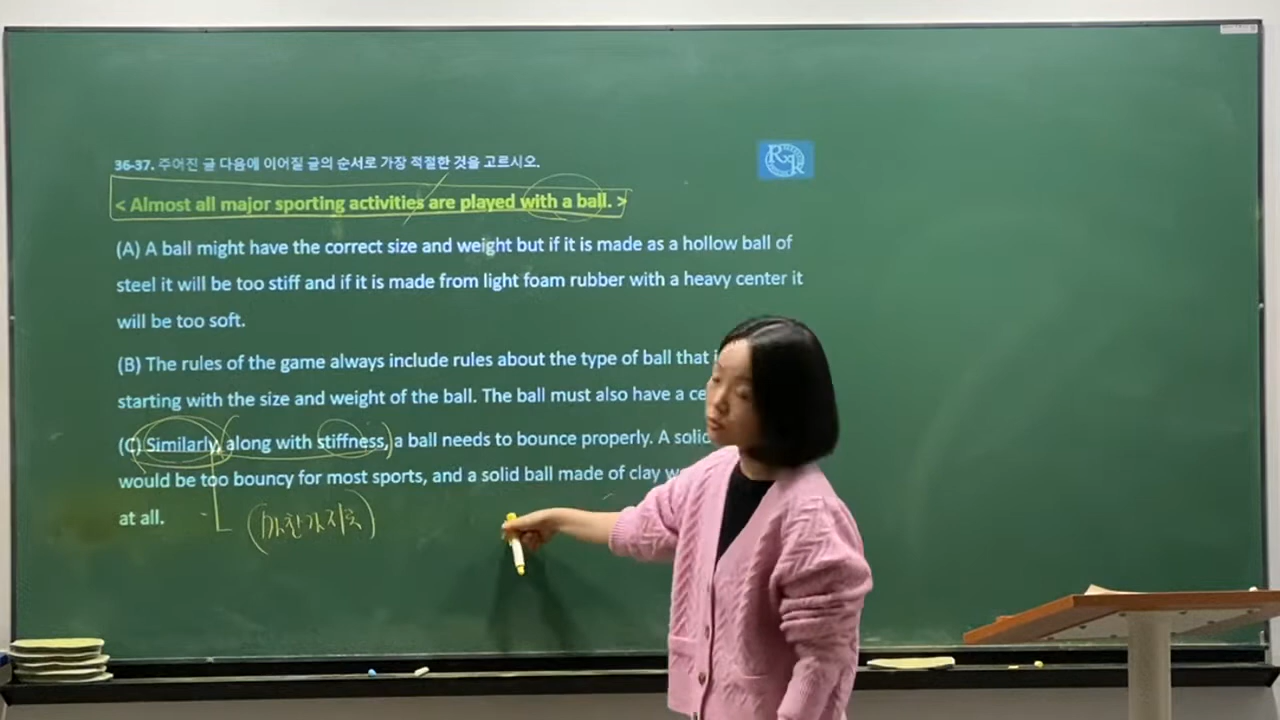 36-37. 주어진 글 다음에 이어질 글의 순서로 가장 적절한 것을 고르시오.
< Almost all major sporting activities are played with a ball. >
(A) A ball might have the correct size and weight but if it is made as a hollow ball of
steel it will be too stiff and if it is made from light foam rubber with a heavy center it
will be too soft.
(B) The rules of the game always include rules about the type of ball that
starting with the size and weight of the ball. The ball must also have a
(C) Similarly, along with stiffness, a ball needs to bounce properly. A
would be too bouncy for most sports, and a solid ball made of clay
at all.
(마찬가지로)